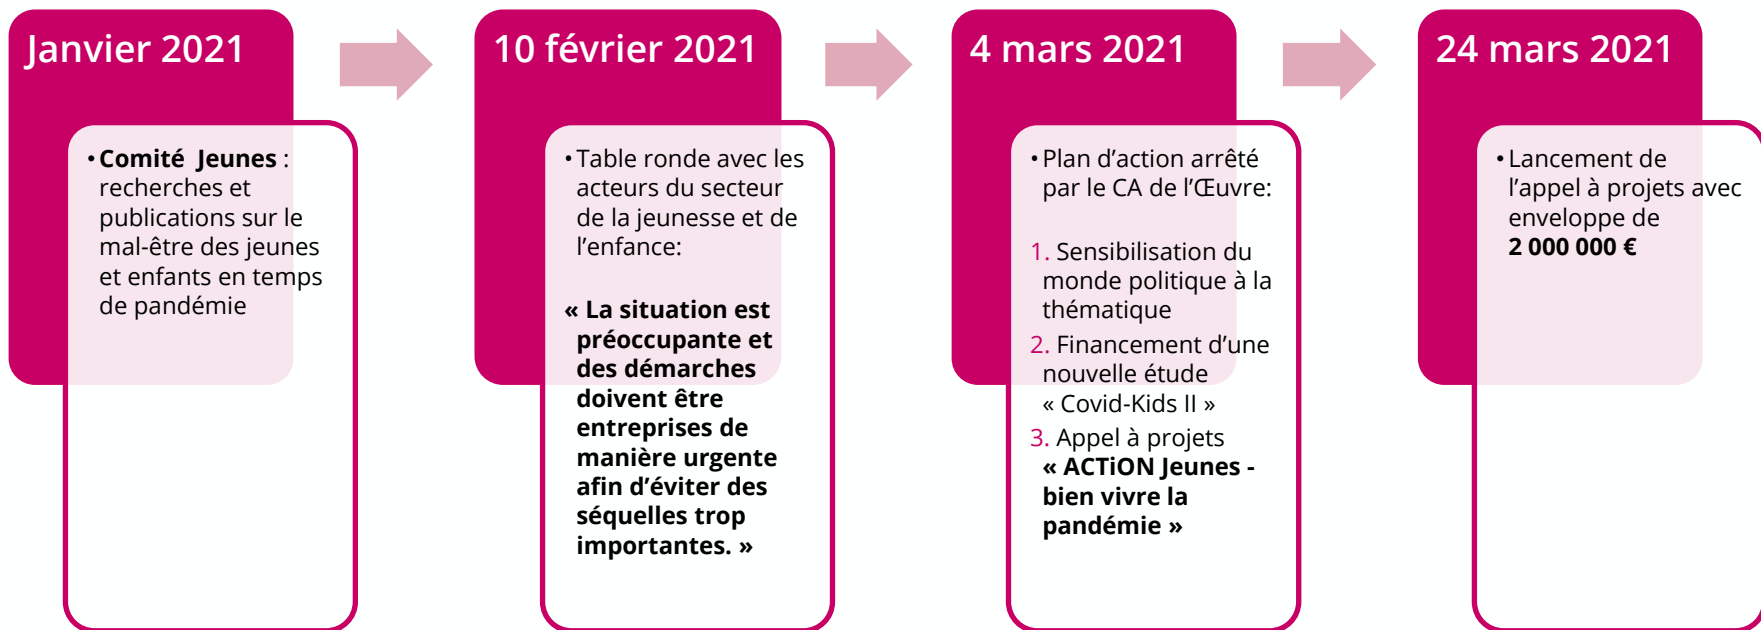 Janvier 2021
• Comité Jeunes :
recherches et
publications sur le
mal-être des jeunes
et enfants en temps
de pandémie
10 février 2021
• Table ronde avec les
acteurs du secteur
de la jeunesse et de
l’enfance:
« La situation est
préoccupante et
des démarches
doivent être
entreprises de
manière urgente
afin d’éviter des
séquelles trop
importantes. »
4 mars 2021
• Plan d’action arrêté
par le CA de l’Œuvre:
1. Sensibilisation du
monde politique à la
thématique
2. Financement d’une
nouvelle étude
« Covid-Kids II »
3. Appel à projets
« ACTiON Jeunes -
bien vivre la
pandémie »
24 mars 2021
• Lancement de
l’appel à projets avec
enveloppe de
2 000 000 €